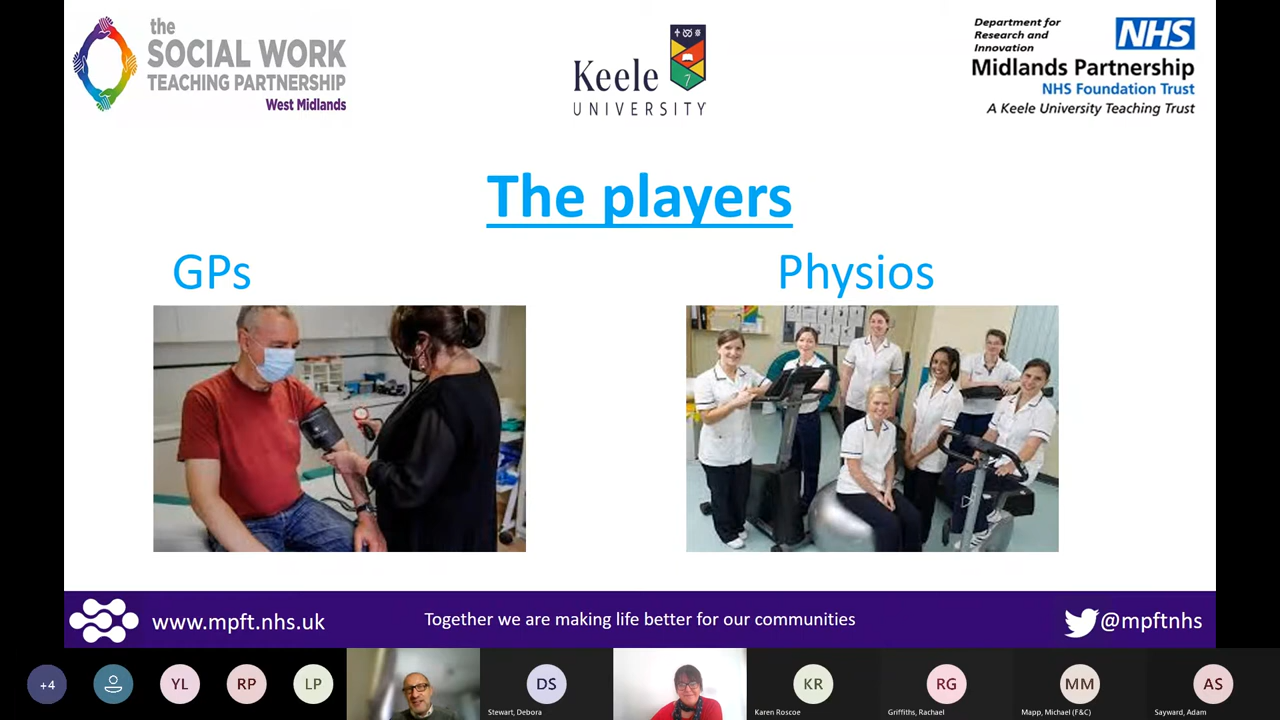 the
SOCIAL WORK
TEACHING PARTNERSHIP
West Midlands
Keele
UNIVERSITY
Department for
Research and
Innovation
NHS
Midlands Partnership
NHS Foundation Trust
A Keele University Teaching Trust
The players
GPs
Physios
www.mpft.nhs.uk
Together we are making life better for our communities
@mpftnhs
+4
YL
RP
LP
DS
Stewart, Debora
KR
Karen Roscoe
RG
Griffiths, Rachael
MM
Mapp, Michael (F&C)
AS
Sayward, Adam